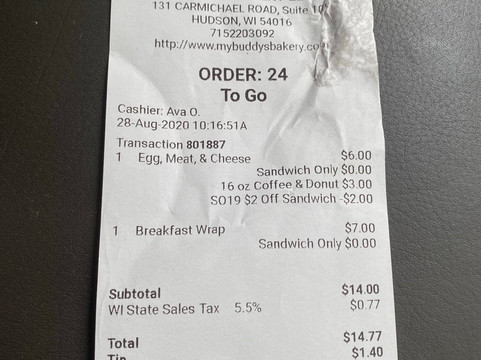 131 CARMICHAEL ROAD, Suite
HUDSON, WI 54016
7152203092
http://www.mybuddysbakery.com
ORDER: 24
To Go
Cashier: Ava O.
28-Aug-2020 10:16:51A
Transaction 801887
1 Egg, Meat, & Cheese $6.00
Sandwich Only $0.00
16 oz Coffee & Donut $3.00
SO19 $2 Off Sandwich -$2.00
1 Breakfast Wrap $7.00
Sandwich Only $0.00
Subtotal $14.00
WI State Sales Tax 5.5% $0.77
Total $14.77
Tip $1.40